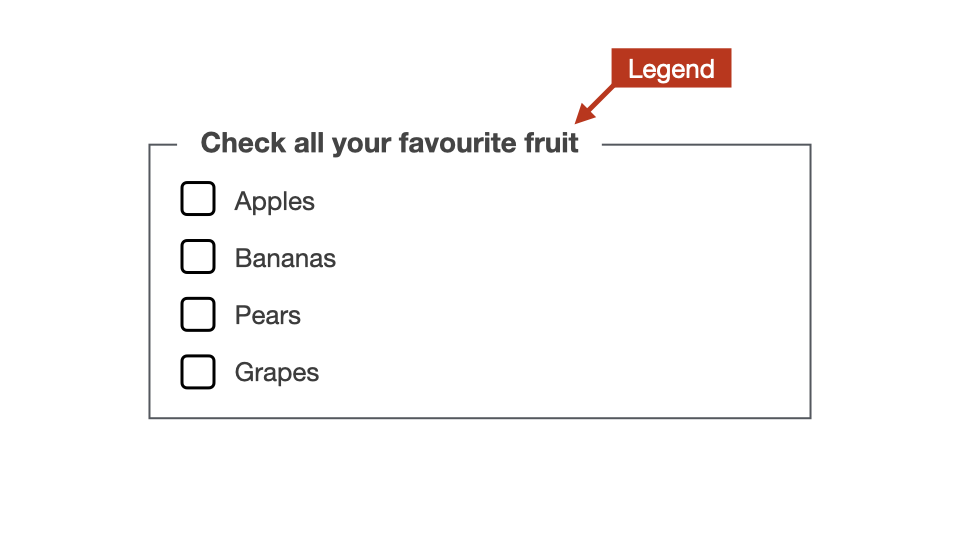 Legend
Check all your favourite fruit
Apples
Bananas
Pears
Grapes